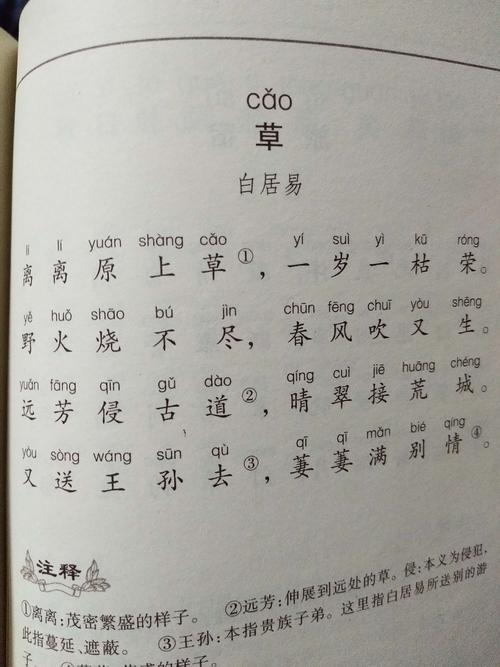 cǎo
草
白居易
lí lí yuán shàng cǎo yí suì yì kū róng
离离原上草①，一岁一枯荣。
yě huǒ shāo bú jìn chūn fēng chuī yòu shēng
野火烧不尽，春风吹又生。
yuǎn fāng qīn gǔ dào qíng cuì jiē huāng chéng
远芳侵古道②，晴翠接荒城。
yòu sòng wáng sūn qù qī qī mǎn bié qíng
又送王孙去③，萋萋满别情④。
注释
①离离：茂密繁盛的样子。 ②远芳：伸展到远处的草。侵：本义为侵犯，
此指蔓延、遮蔽。 ③王孙：本指贵族子弟。这里指白居易所送别的游
子。 ④萋萋：